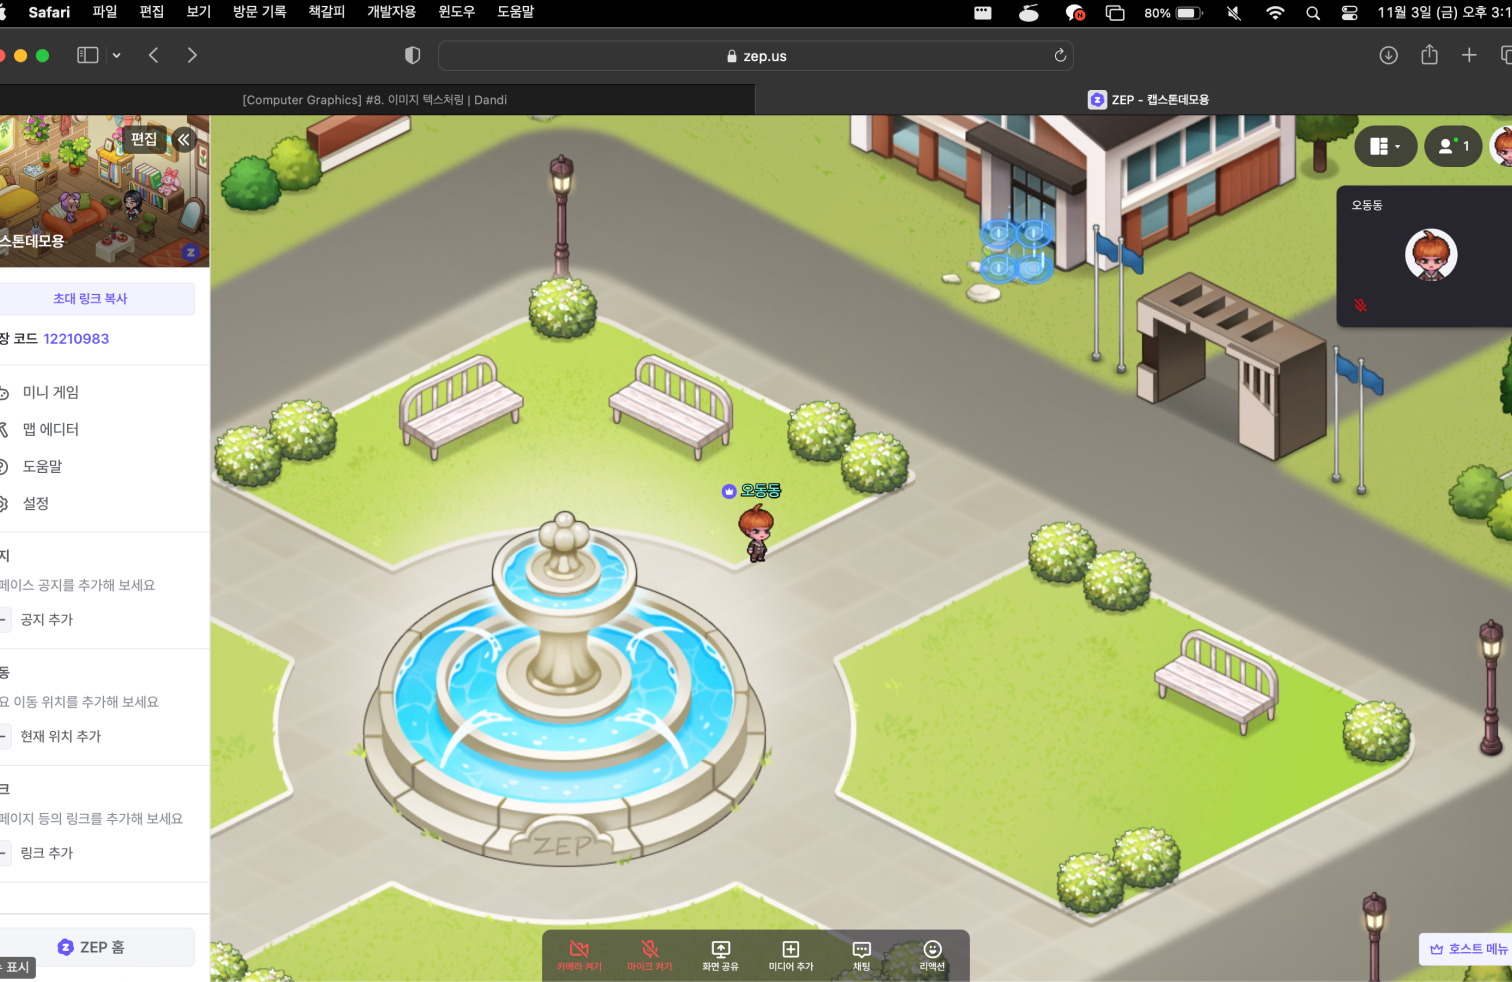 Safari 파일 편집 보기 방문 기록 책갈피 개발자용 윈도우 도움말
80% 11월 3일 (금) 오후 3:1
zep.us
[Computer Graphics] #8. 이미지 텍스처링 | Dandi
ZEP - 캡스톤데모용
편집
1
오동동
스톤데모용
초대 링크 복사
장 코드 12210983
미니 게임
맵 에디터
도움말
설정
오동동
지
페이스 공지를 추가해 보세요
공지 추가
동
요 이동 위치를 추가해 보세요
현재 위치 추가
크
페이지 등의 링크를 추가해 보세요
링크 추가
ZEP
ZEP 홈
표시
카메라 켜기
마이크 켜기
화면 공유
미디어 추가
채팅
리액션
호스트 메뉴